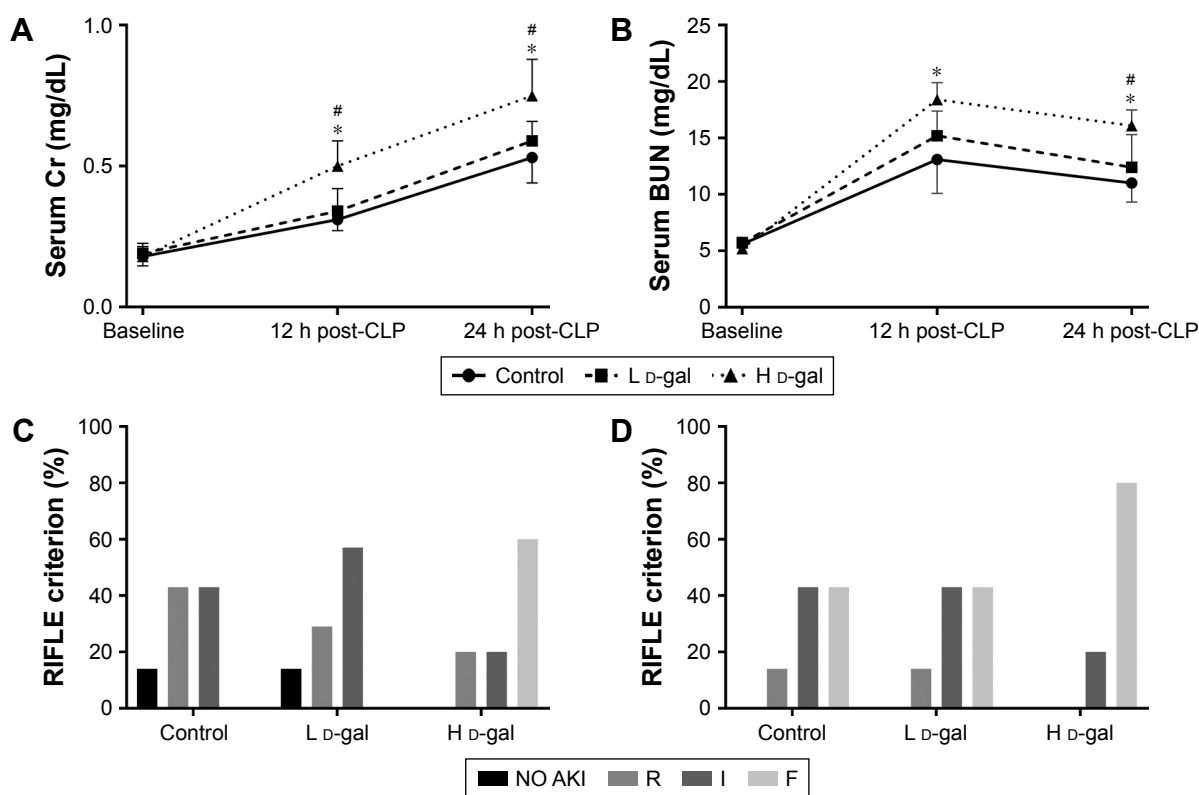 A
Serum Cr (mg/dL)
1.0
0.5
0.0
#
*
#
*
Baseline
12 h post-CLP
24 h post-CLP
B
Serum BUN (mg/dL)
25
20
15
10
5
0
*
#
*
Baseline
12 h post-CLP
24 h post-CLP
Control L D-gal H D-gal
C
RIFLE criterion (%)
100
80
60
40
20
0
Control
L D-gal
H D-gal
D
RIFLE criterion (%)
100
80
60
40
20
0
Control
L D-gal
H D-gal
NO AKI R I F